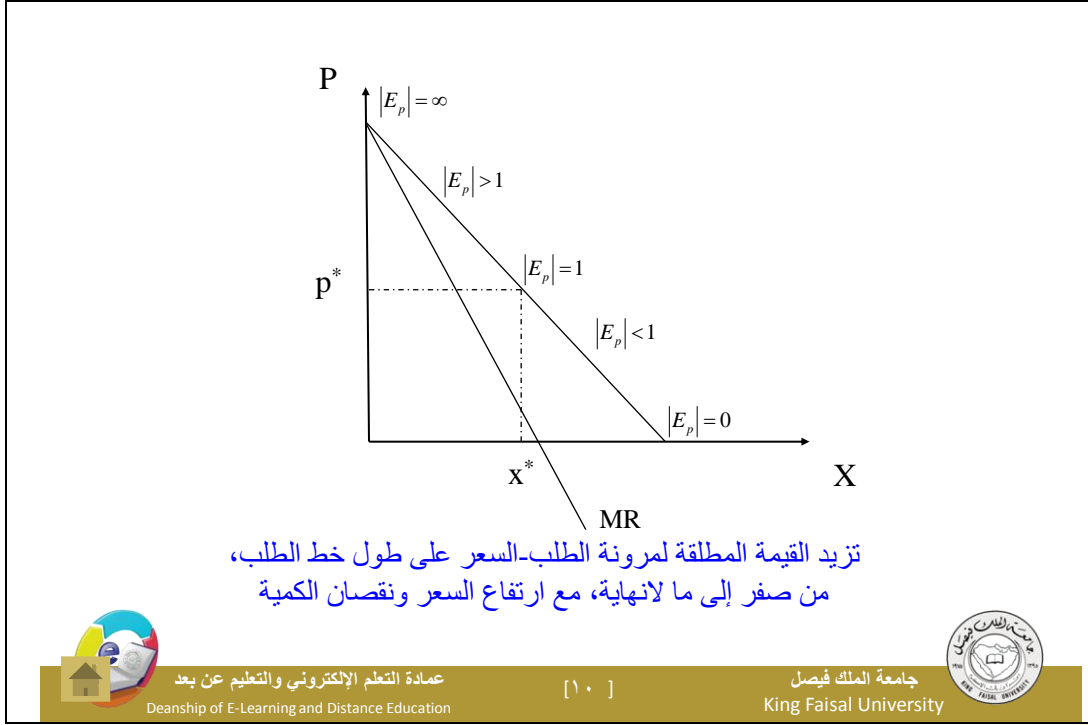 P
|E_p| = ∞
|E_p| > 1
|E_p| = 1
p*
|E_p| < 1
|E_p| = 0
x*
X
MR
تزيد القيمة المطلقة لمرونة الطلب-السعر على طول خط الطلب،
من صفر إلى ما لانهاية، مع ارتفاع السعر ونقصان الكمية
جامعة الملك فيصل
King Faisal University
[١٠ ]
عمادة التعلم الإلكتروني والتعليم عن بعد
Deanship of E-Learning and Distance Education